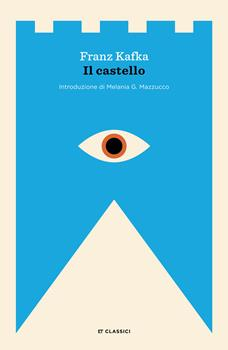 Franz Kafka
Il castello
Introduzione di Melania G. Mazzucco
ET CLASSICI